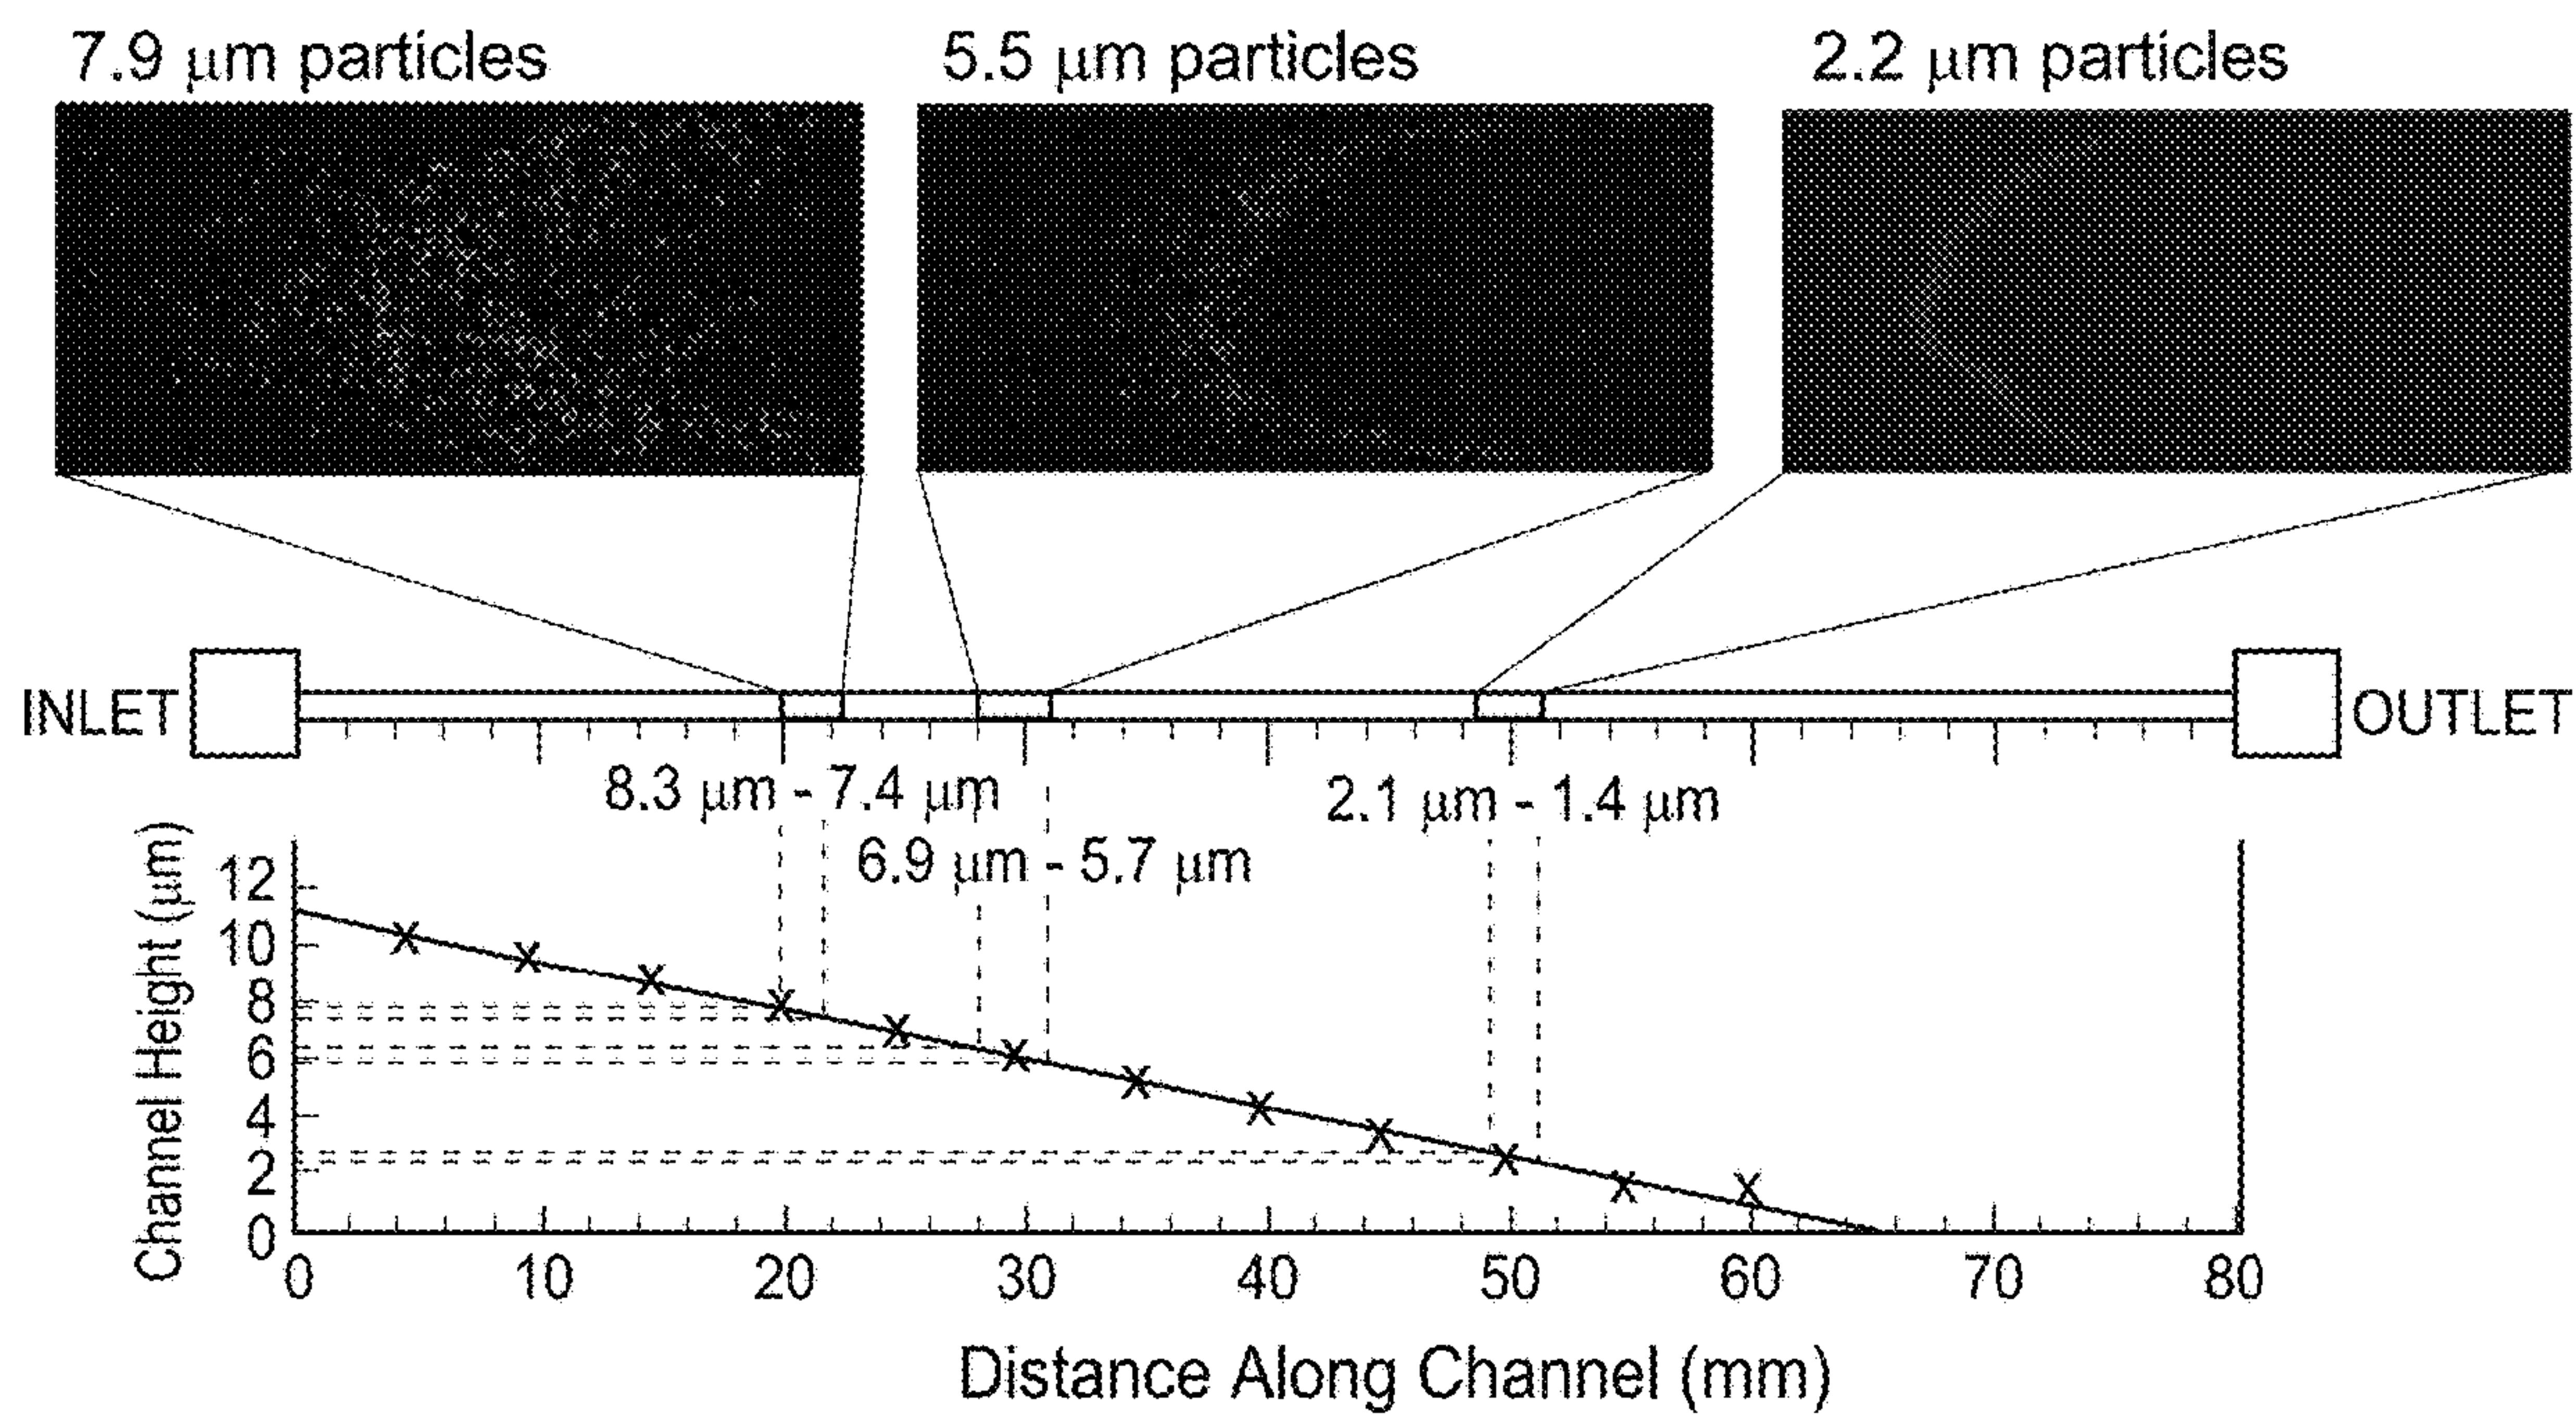 7.9 µm particles
5.5 µm particles
2.2 µm particles
INLET
OUTLET
8.3 µm - 7.4 µm
2.1 µm - 1.4 µm
6.9 µm - 5.7 µm
Channel Height (µm)
12
10
8
6
4
2
0
0 10 20 30 40 50 60 70 80
Distance Along Channel (mm)